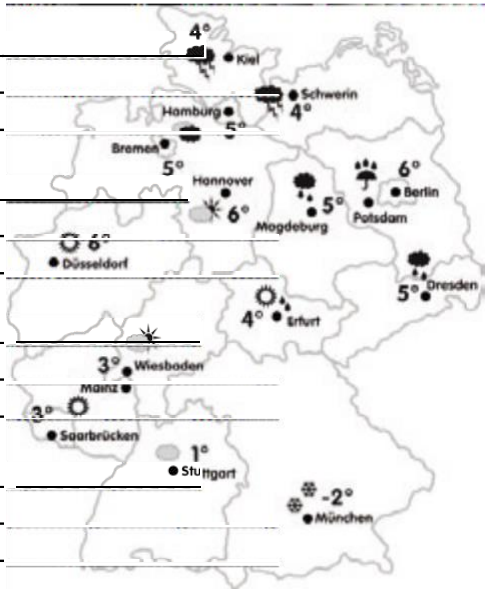 4°
Kiel
Schwerin
4°
Hamburg
5°
Bremen
5°
Hannover
6°
Magdeburg
5°
Potsdam
6°
Berlin
6°
Düsseldorf
Dresden
5°
4°
Erfurt
3°
Wiesbaden
Mainz
3°
Saarbrücken
1°
Stuttgart
-2°
München